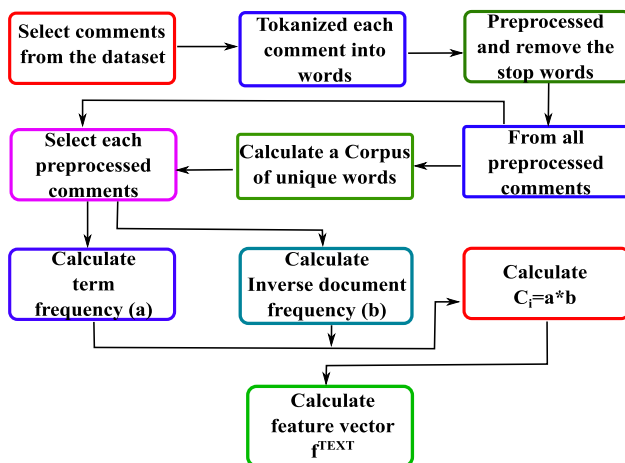 Select comments
from the dataset
Tokanized each
comment into
words
Preprocessed
and remove the
stop words
From all
preprocessed
comments
Calculate a Corpus
of unique words
Select each
preprocessed
comments
Calculate
term
frequency (a)
Calculate
Inverse document
frequency (b)
Calculate
Cᵢ=a*b
Calculate
feature vector
fᵀᴱˣᵀ